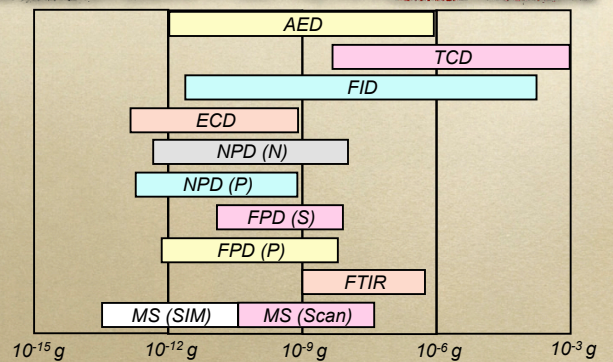 AED
TCD
FID
ECD
NPD (N)
NPD (P)
FPD (S)
FPD (P)
FTIR
MS (SIM) MS (Scan)
10⁻¹⁵ g 10⁻¹² g 10⁻⁹ g 10⁻⁶ g 10⁻³ g